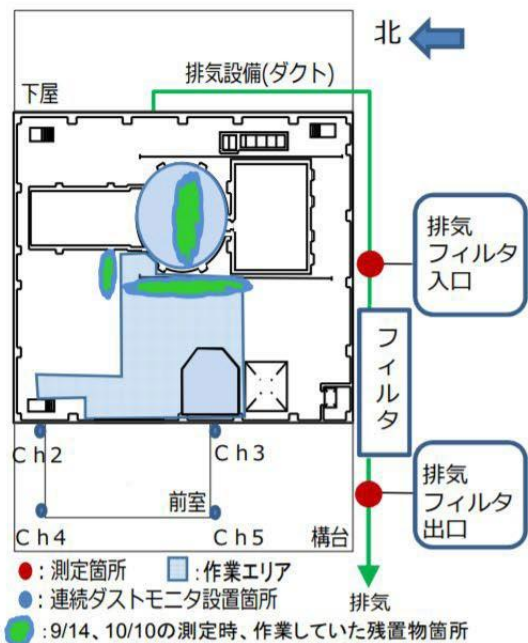 北
排気設備(ダクト)
下屋
排気
フィルタ
入口
フィルタ
Ch2
Ch3
前室
Ch4
Ch5
構台
排気
フィルタ
出口
●:測定箇所
:作業エリア
●:連続ダストモニタ設置箇所
排気
:9/14、10/10の測定時、作業していた残置物箇所